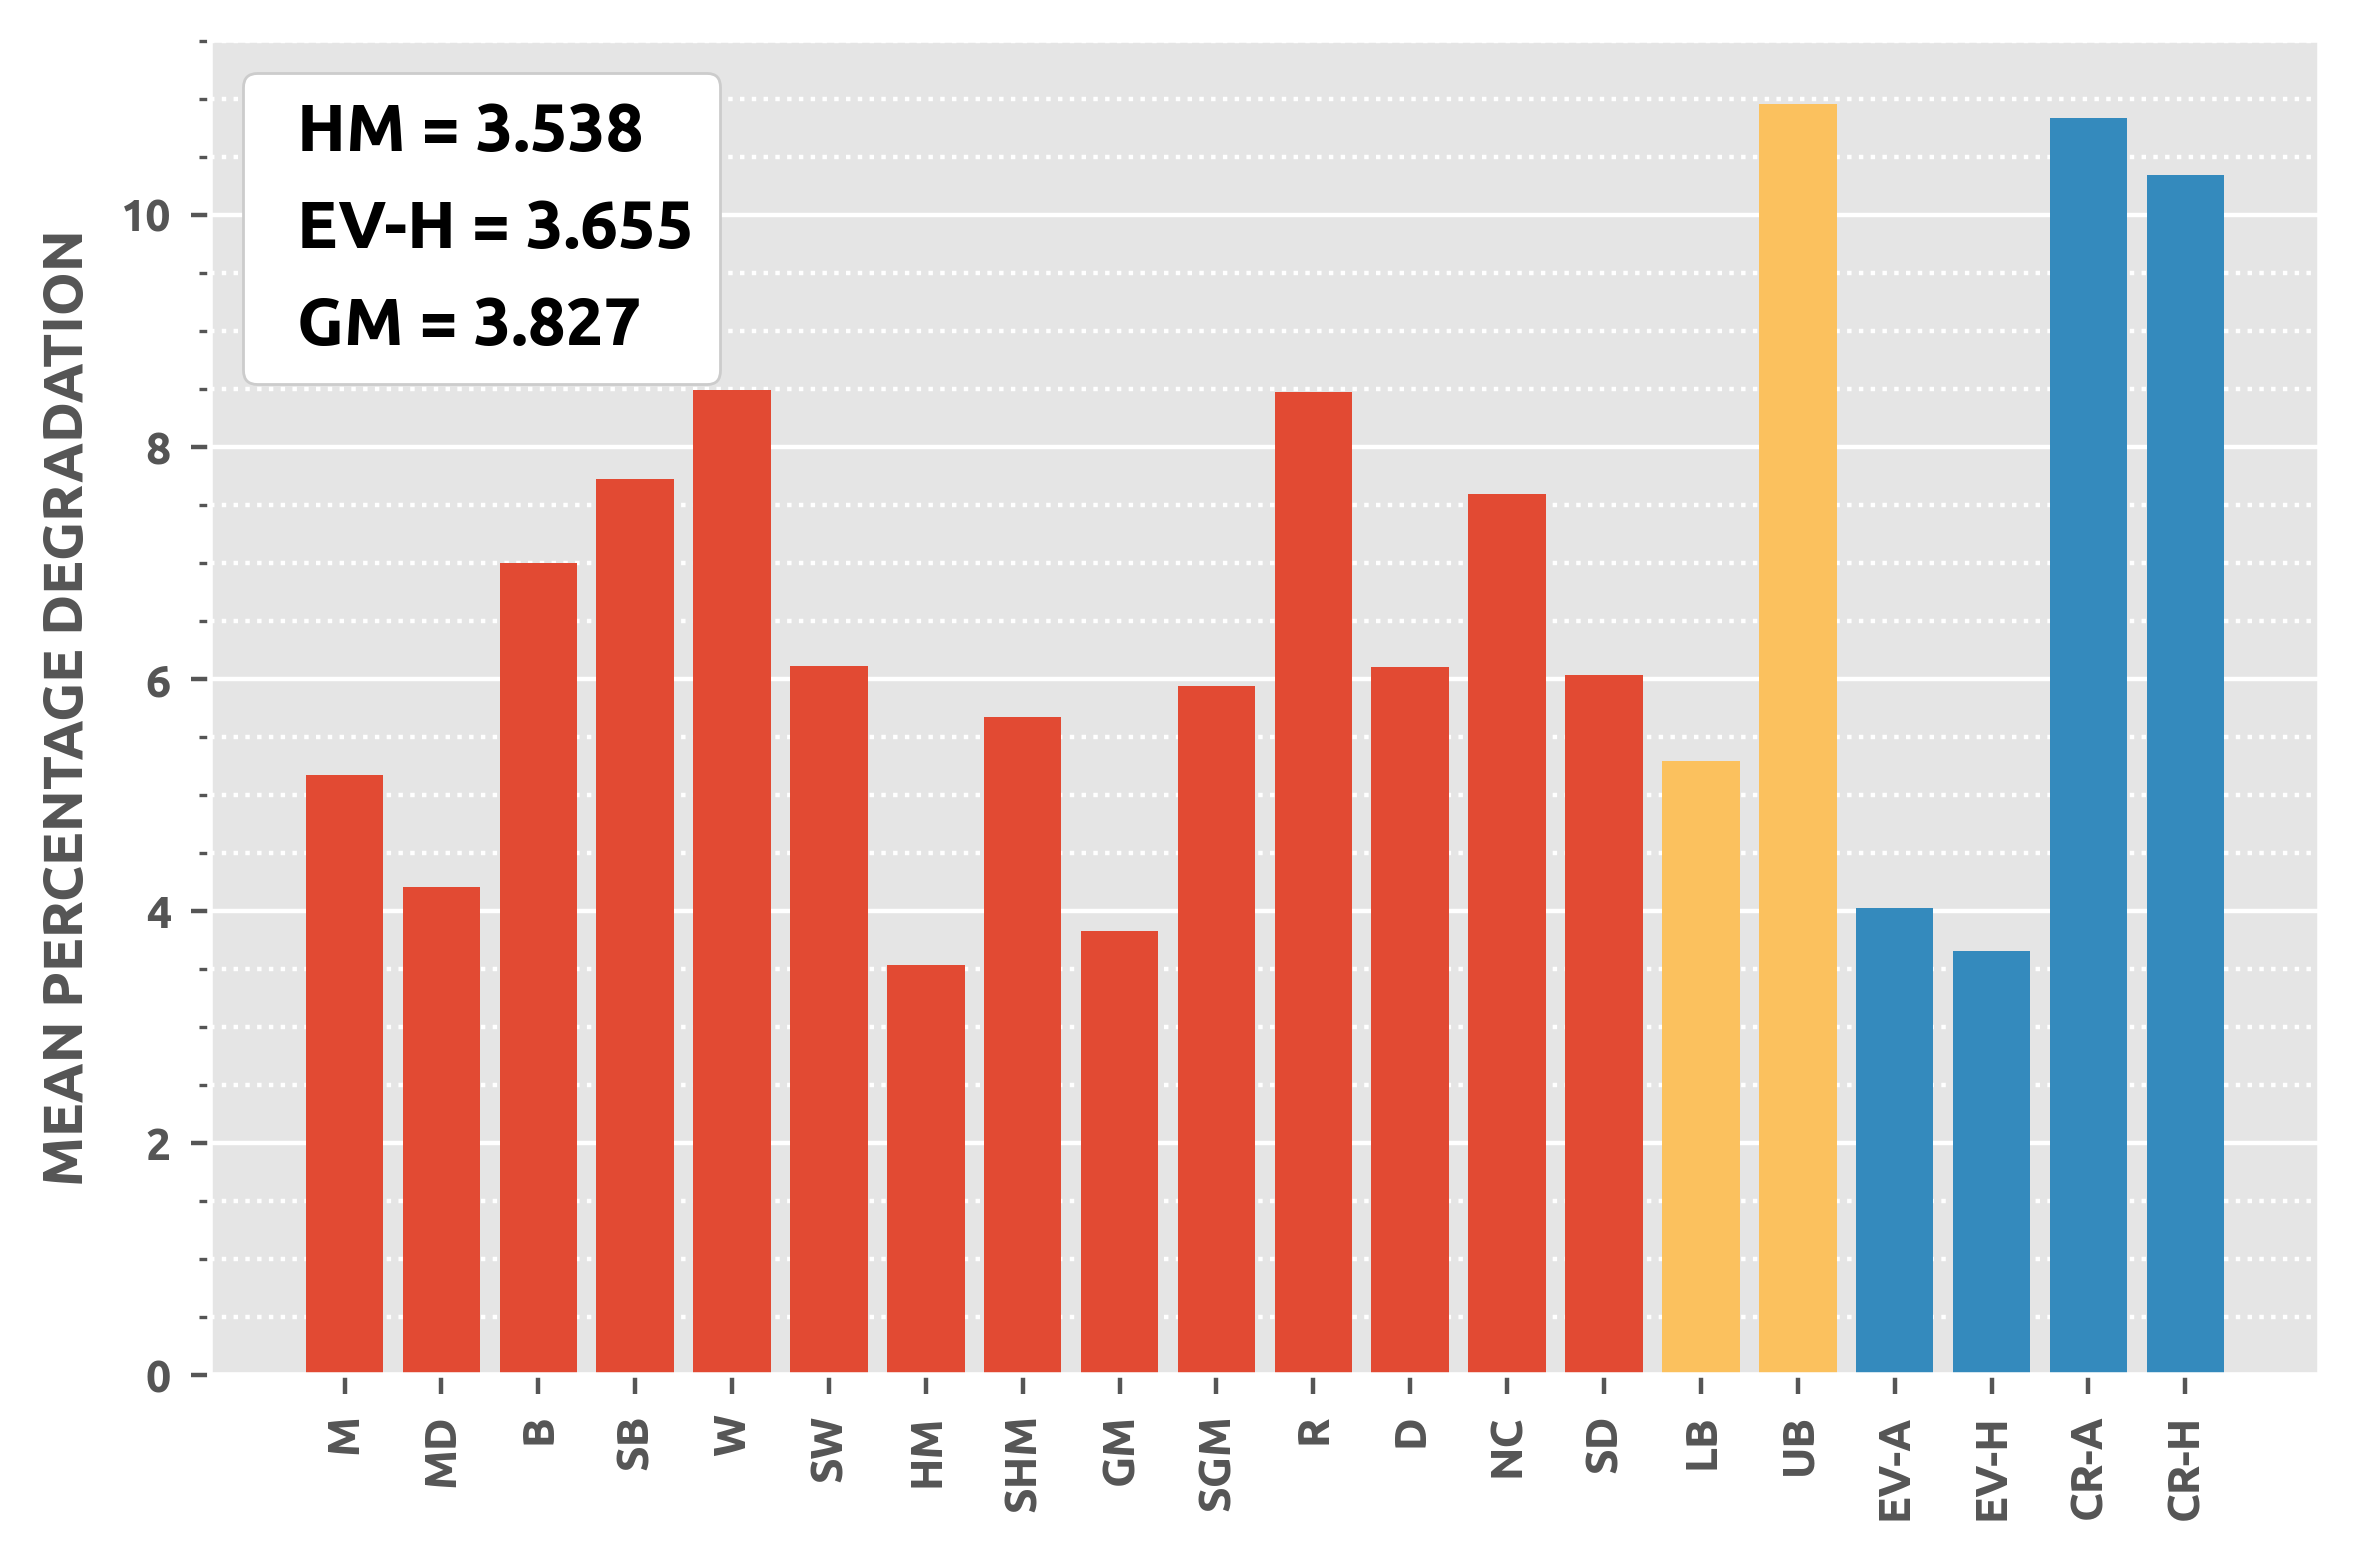 HM = 3.538
EV-H = 3.655
GM = 3.827
MEAN PERCENTAGE DEGRADATION
10
8
6
4
2
0
M
MD
B
SB
W
SW
HM
SHM
GM
SGM
R
D
NC
SD
LB
UB
EV-A
EV-H
CR-A
CR-H